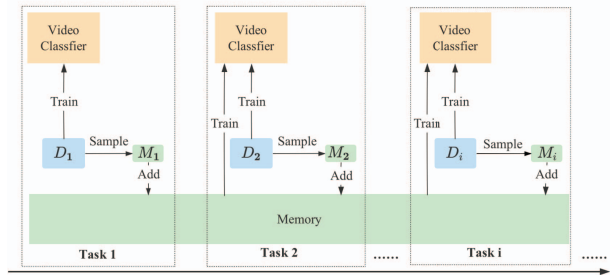 Video
Classfier
Train
D₁
Sample
M₁
Add
Video
Classfier
Train
Train
D₂
Sample
M₂
Add
Video
Classfier
Train
Train
Dᵢ
Sample
Mᵢ
Add
Memory
Task 1
Task 2
......
Task i
......